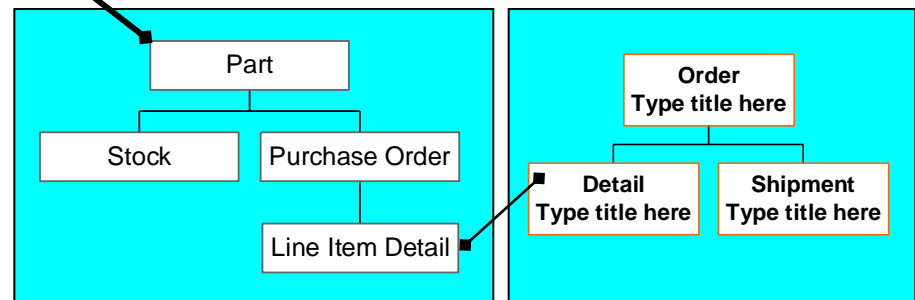 Part
Stock
Purchase Order
Line Item Detail
Order
Type title here
Detail
Type title here
Shipment
Type title here